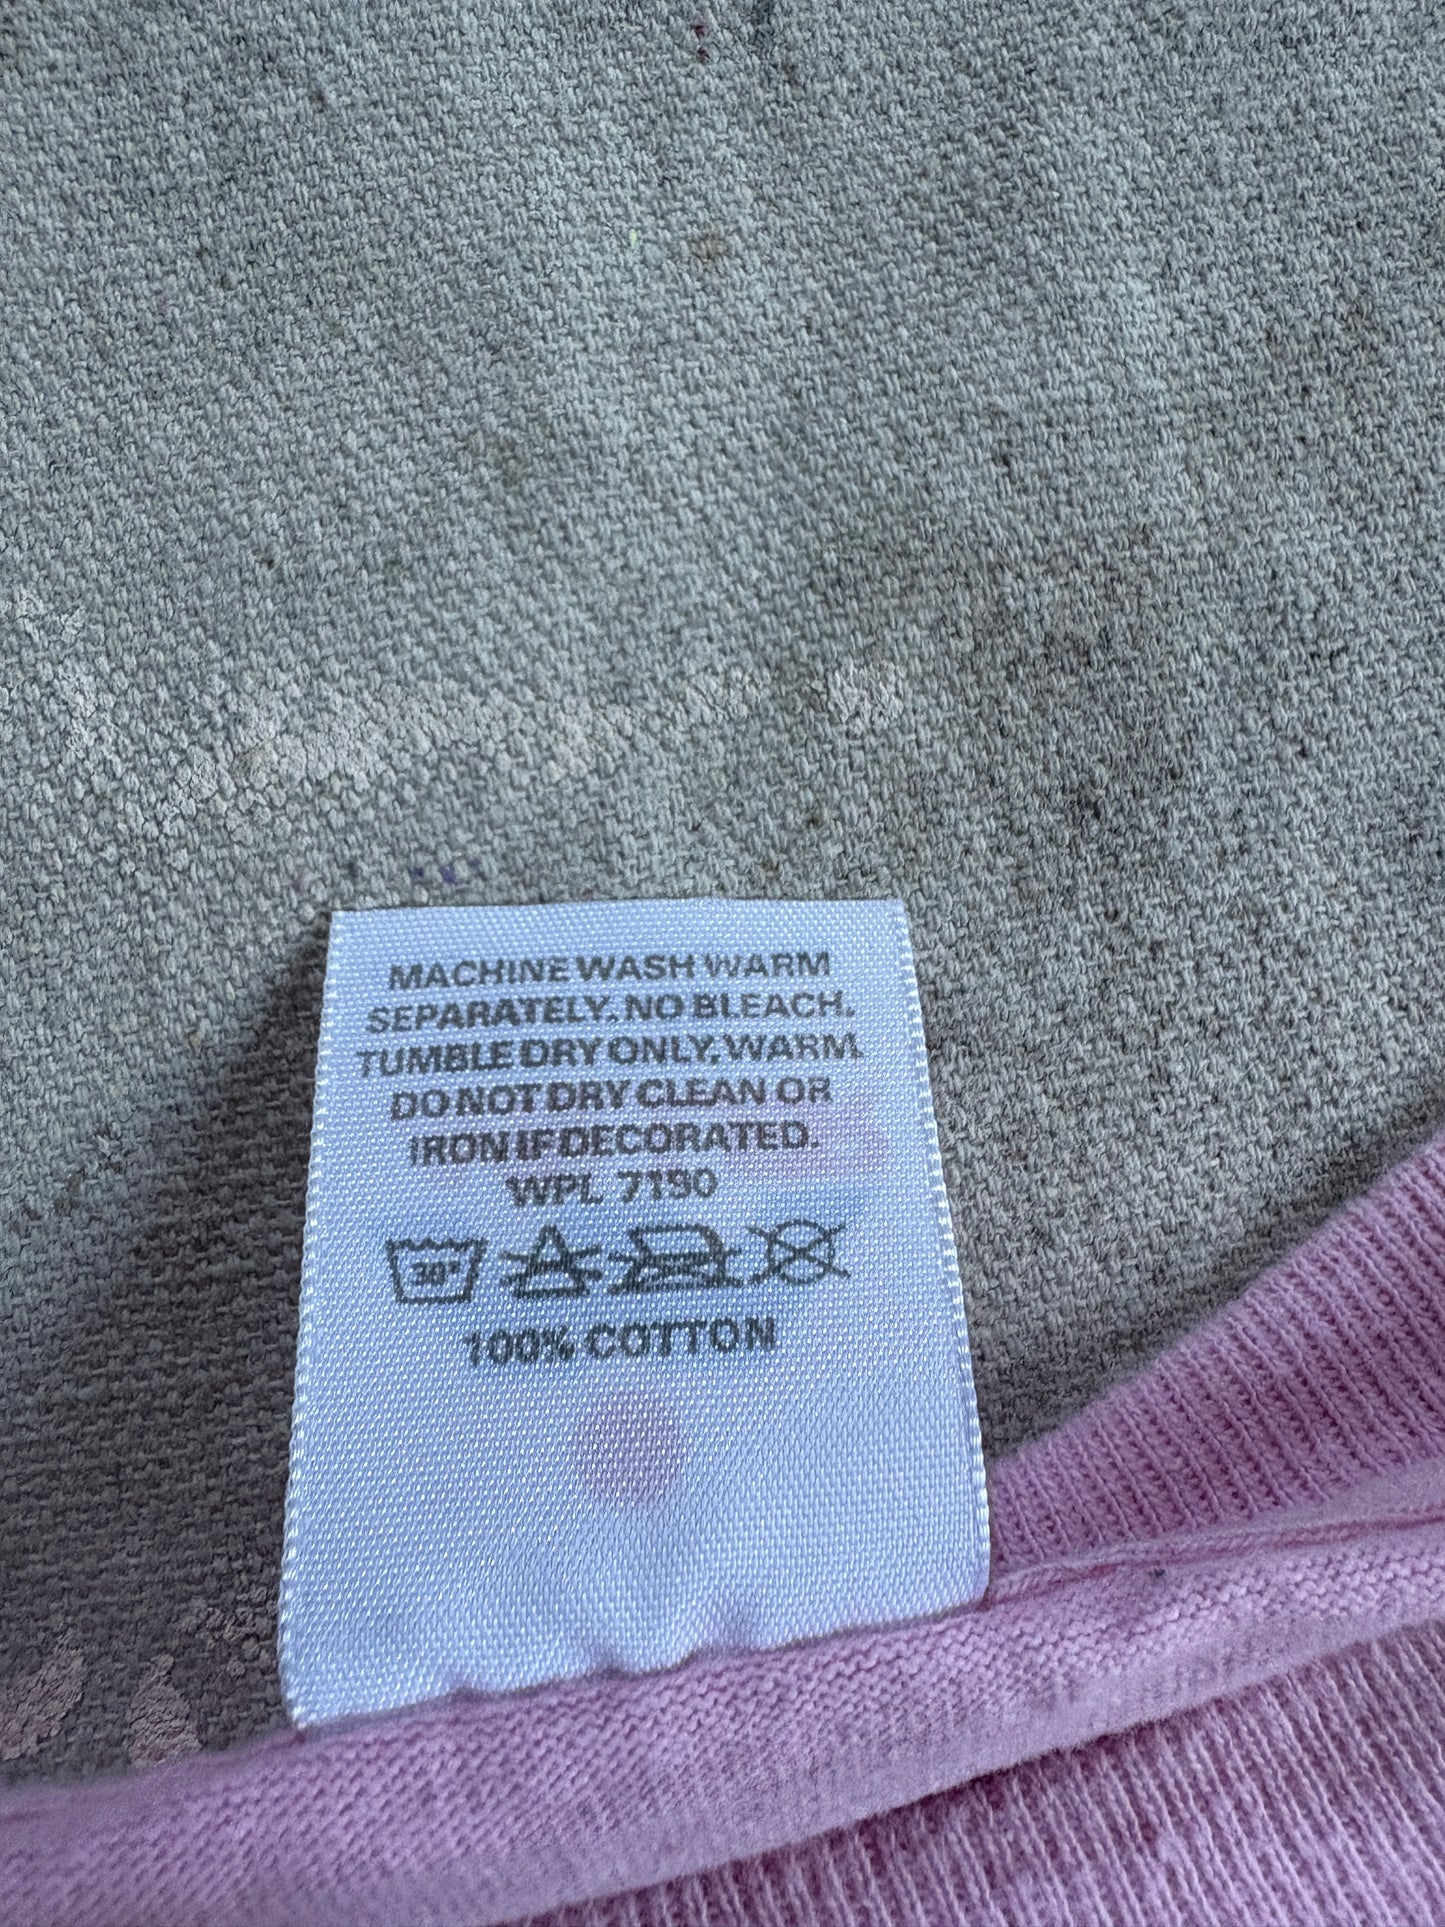 MACHINE WASH WARM
SEPARATELY. NO BLEACH.
TUMBLE DRY ONLY, WARM.
DO NOT DRY CLEAN OR
IRON IF DECORATED.
WPL 7190
30°
100% COTTON